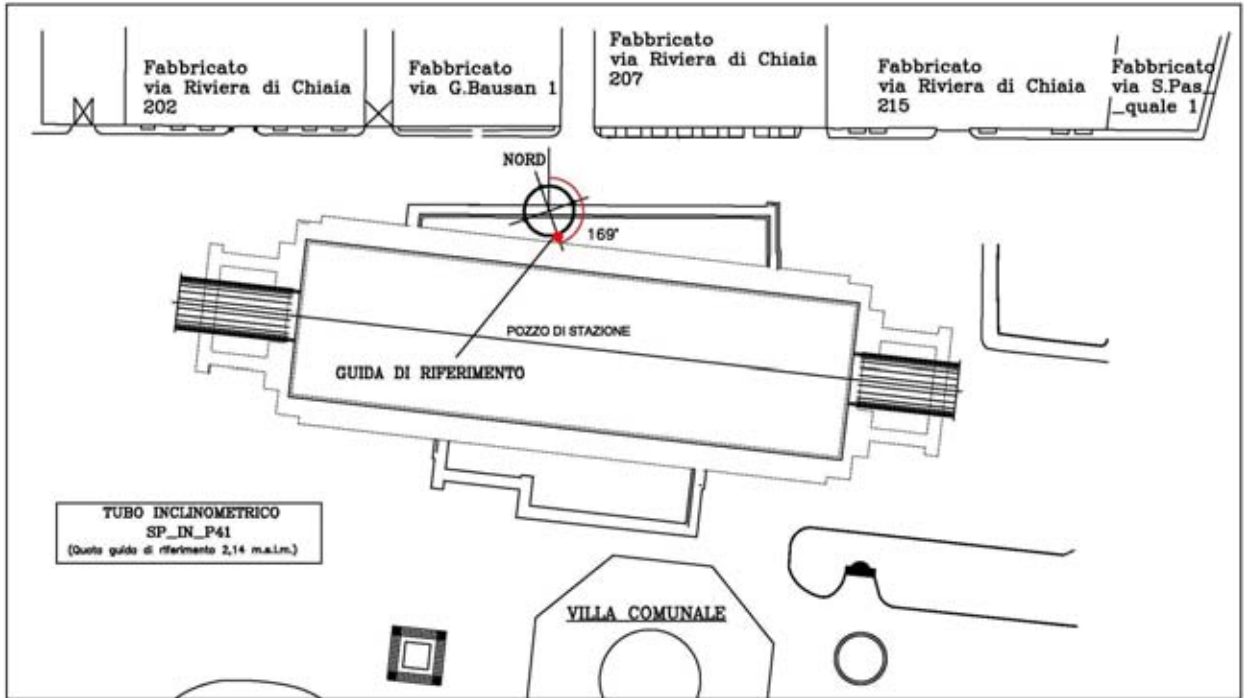 Fabbricato
via Riviera di Chiaia
202
Fabbricato
via G.Bausan 1
Fabbricato
via Riviera di Chiaia
207
Fabbricato
via Riviera di Chiaia
215
Fabbricato
via S.Pas_
_quale 1
NORD
169°
POZZO DI STAZIONE
GUIDA DI RIFERIMENTO
TUBO INCLINOMETRICO
SP_IN_P41
(Quota guida di riferimento 2,14 m.s.l.m.)
VILLA COMUNALE